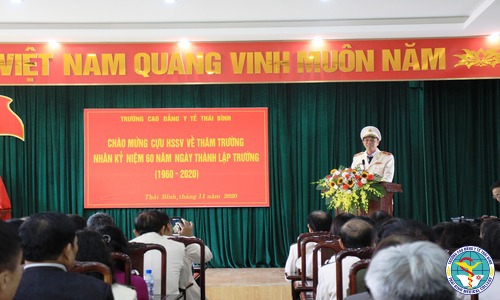 VIỆT NAM QUANG VINH MUÔN NĂM
TRƯỜNG CAO ĐẲNG Y TẾ THÁI BÌNH
CHÀO MỪNG CỰU HSSV VỀ THĂM TRƯỜNG
NHÂN KỶ NIỆM 60 NĂM NGÀY THÀNH LẬP TRƯỜNG
(1960 - 2020)
Thái Bình, tháng 11 năm 2020